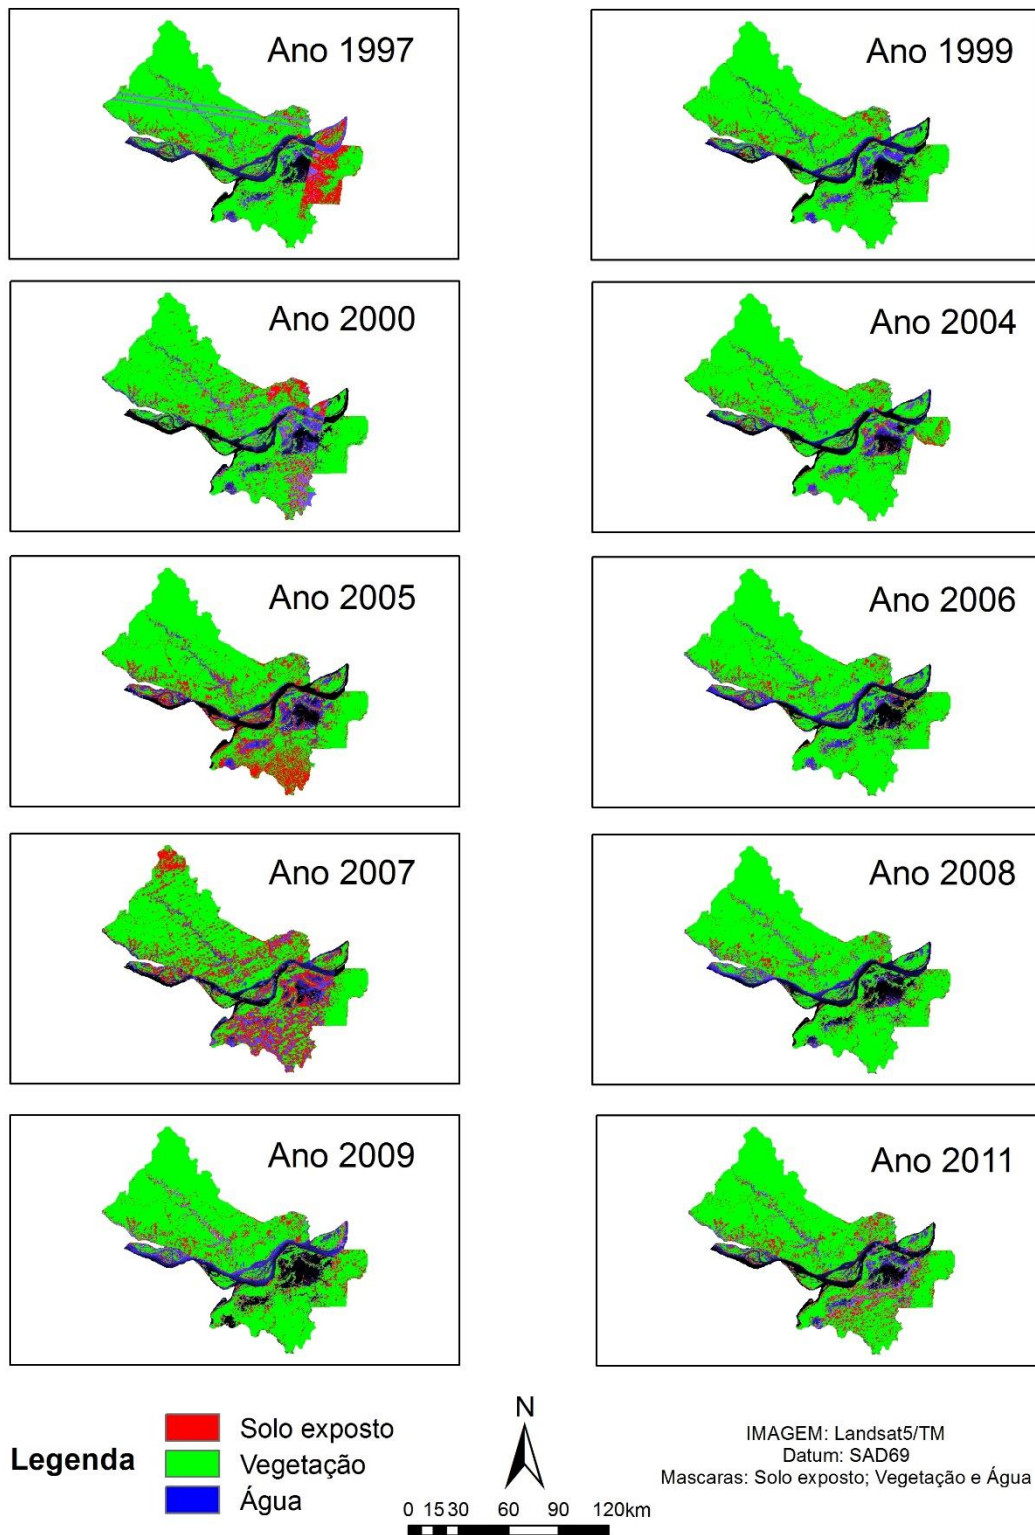 Ano 1997
Ano 1999
Ano 2000
Ano 2004
Ano 2005
Ano 2006
Ano 2007
Ano 2008
Ano 2009
Ano 2011
Legenda
Solo exposto
Vegetação
Água
N
0 15 30 60 90 120km
IMAGEM: Landsat5/TM
Datum: SAD69
Mascaras: Solo exposto; Vegetação e Água